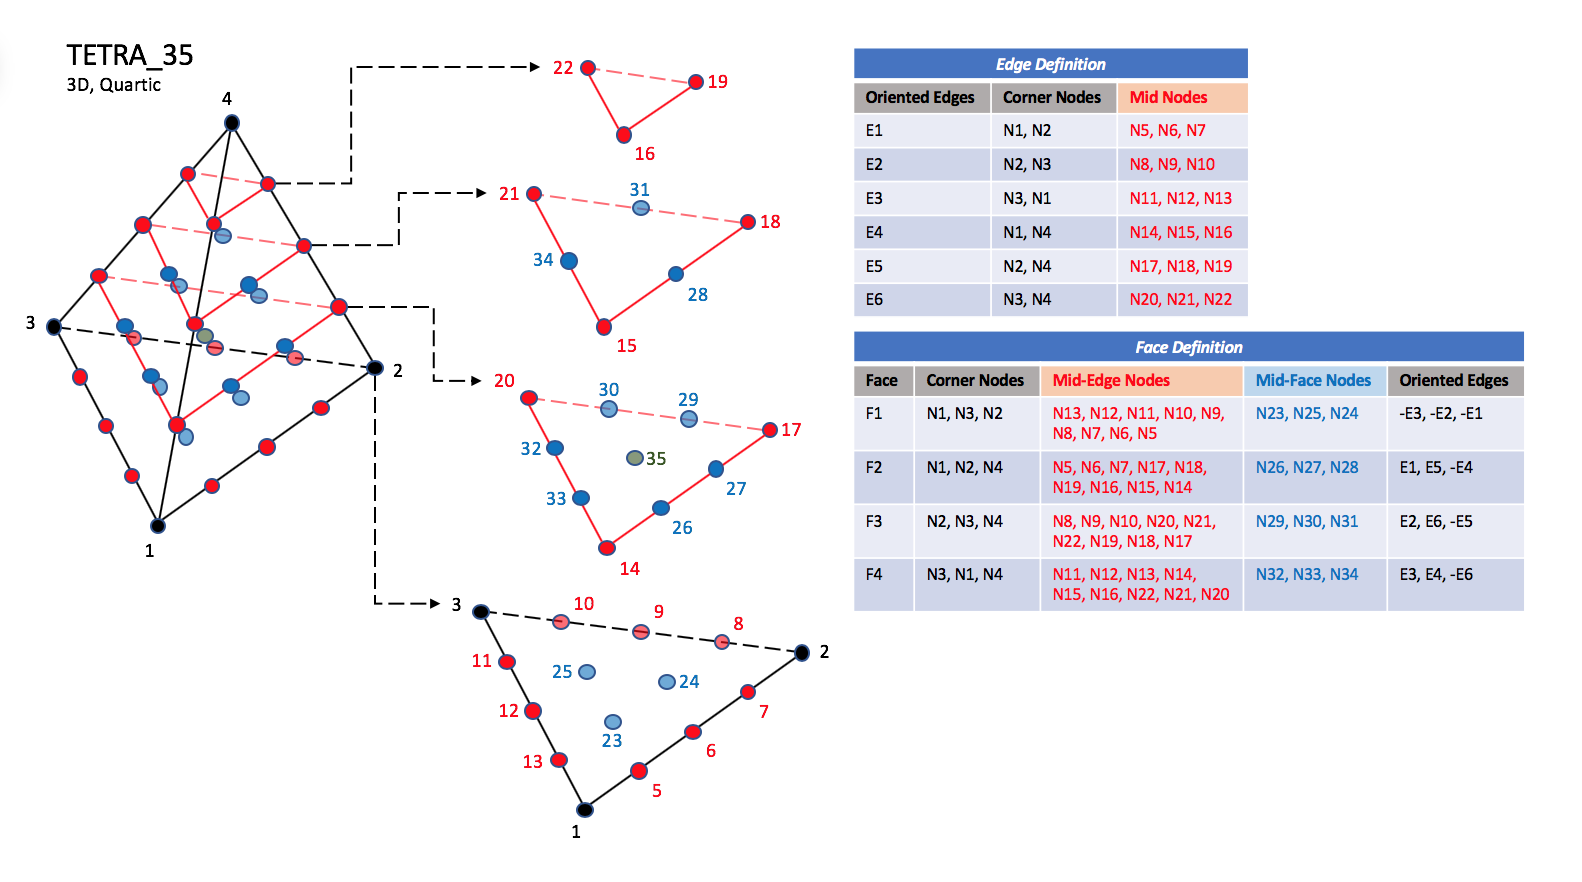 TETRA_35
3D, Quartic
4
3
2
1
22
19
16
21
31
18
34
28
15
20
30
29
17
32
35
27
33
26
14
3
10
9
8
2
11
25
24
12
7
23
6
13
5
1
Edge Definition
Oriented Edges Corner Nodes Mid Nodes
E1 N1, N2 N5, N6, N7
E2 N2, N3 N8, N9, N10
E3 N3, N1 N11, N12, N13
E4 N1, N4 N14, N15, N16
E5 N2, N4 N17, N18, N19
E6 N3, N4 N20, N21, N22
Face Definition
Face Corner Nodes Mid-Edge Nodes Mid-Face Nodes Oriented Edges
F1 N1, N3, N2 N13, N12, N11, N10, N9, N23, N25, N24 -E3, -E2, -E1
N8, N7, N6, N5
F2 N1, N2, N4 N5, N6, N7, N17, N18, N26, N27, N28 E1, E5, -E4
N19, N16, N15, N14
F3 N2, N3, N4 N8, N9, N10, N20, N21, N29, N30, N31 E2, E6, -E5
N22, N19, N18, N17
F4 N3, N1, N4 N11, N12, N13, N14, N32, N33, N34 E3, E4, -E6
N15, N16, N22, N21, N20